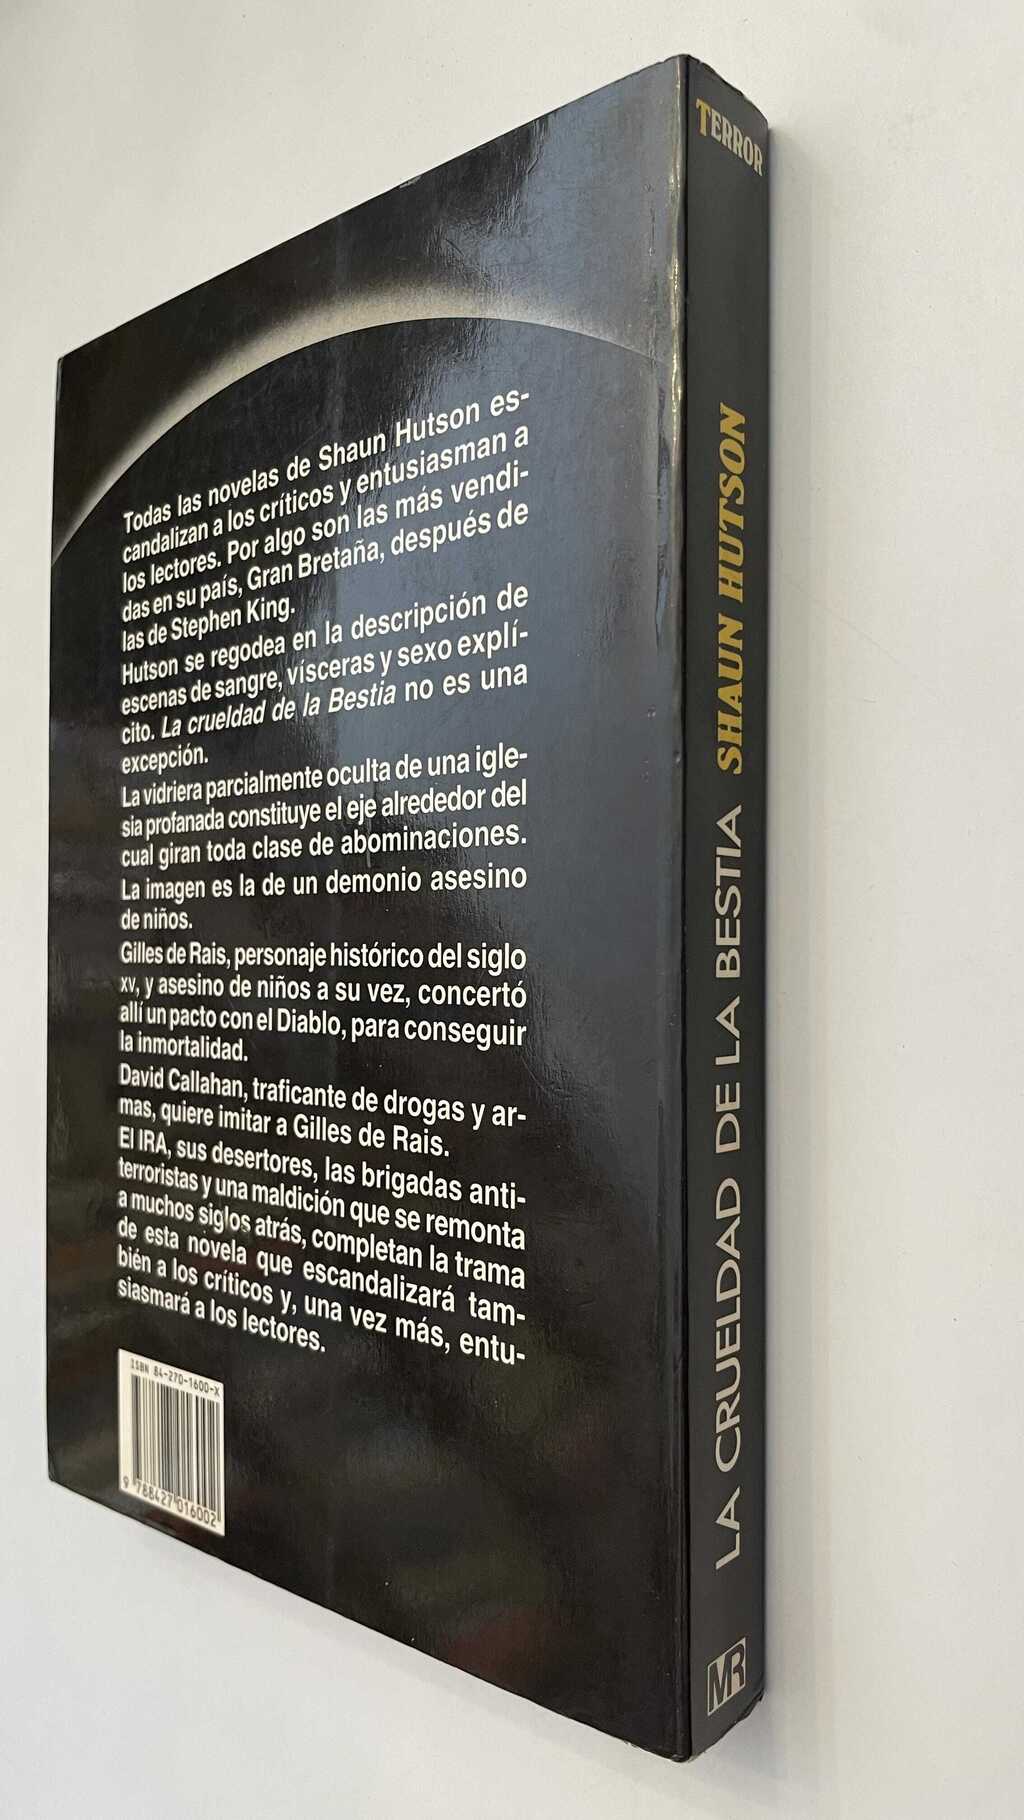 Todas las novelas de Shaun Hutson es-
candalizan a los críticos y entusiasman a
los lectores. Por algo son las más vendi-
das en su país, Gran Bretaña, después de
las de Stephen King.
Hutson se regodea en la descripción de
escenas de sangre, vísceras y sexo explí-
cito. La crueldad de la Bestia no es una
excepción.
La vidriera parcialmente oculta de una igle-
sia profanada constituye el eje alrededor del
cual giran toda clase de abominaciones.
La imagen es la de un demonio asesino
de niños.
Gilles de Rais, personaje histórico del siglo
XV, y asesino de niños a su vez, concertó
allí un pacto con el Diablo, para conseguir
la inmortalidad.
David Callahan, traficante de drogas y ar-
mas, quiere imitar a Gilles de Rais.
El IRA, sus desertores, las brigadas anti-
terroristas y una maldición que se remonta
a muchos siglos atrás, completan la trama
de esta novela que escandalizará tam-
bién a los críticos y, una vez más, entu-
siasmará a los lectores.
ISBN 84-270-1600-X
9 788427 016002
TERROR
LA CRUELDAD DE LA BESTIA SHAUN HUTSON
MR